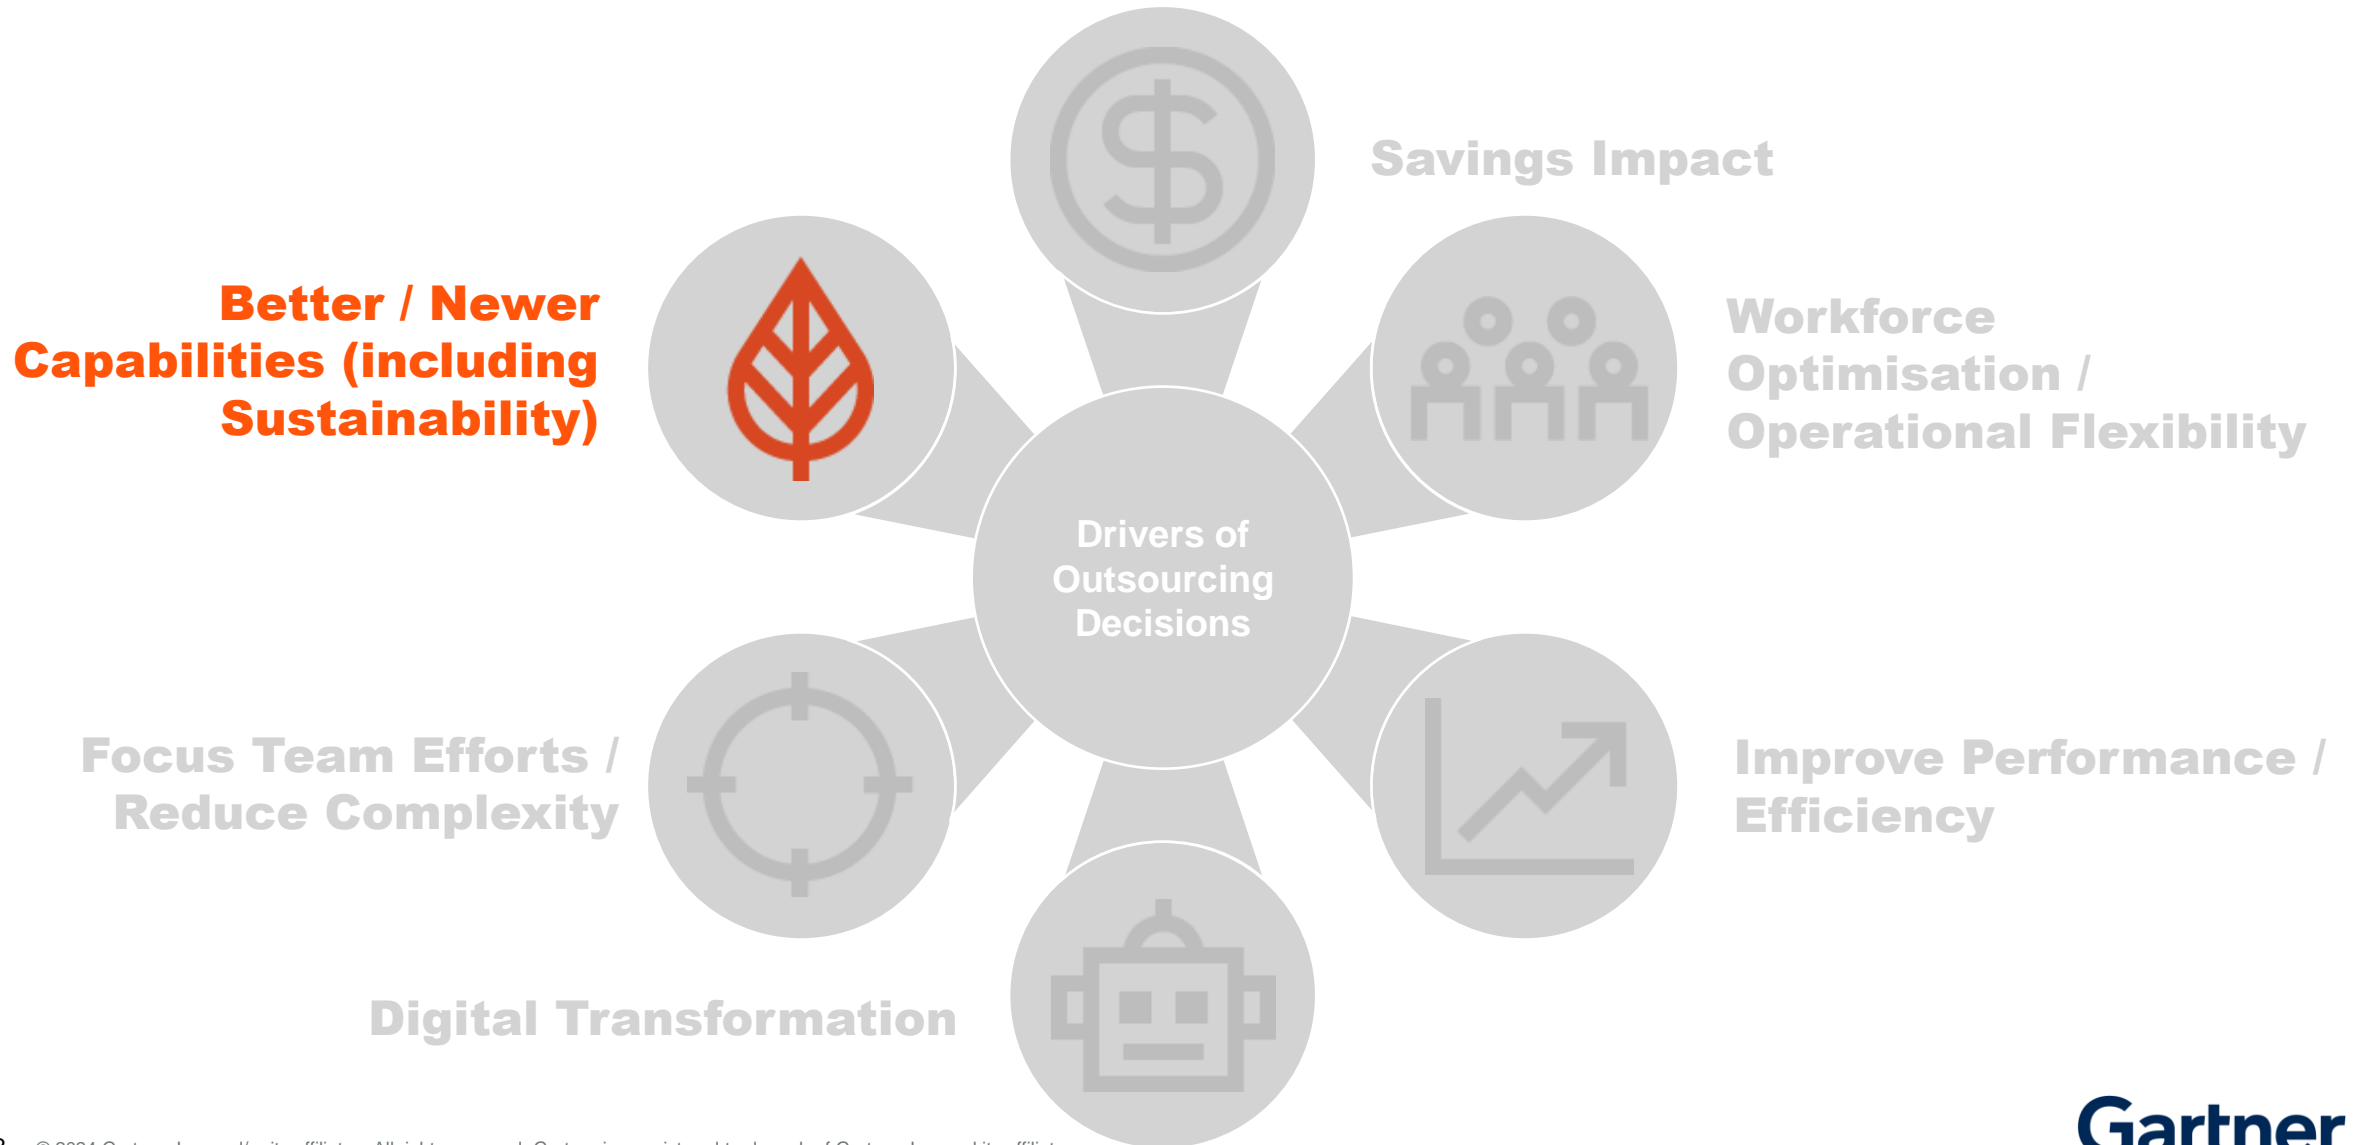 Savings Impact
Better / Newer
Capabilities (including
Sustainability)
Workforce
Optimisation /
Operational Flexibility
Drivers of
Outsourcing
Decisions
Focus Team Efforts /
Reduce Complexity
Improve Performance /
Efficiency
Digital Transformation
Gartner